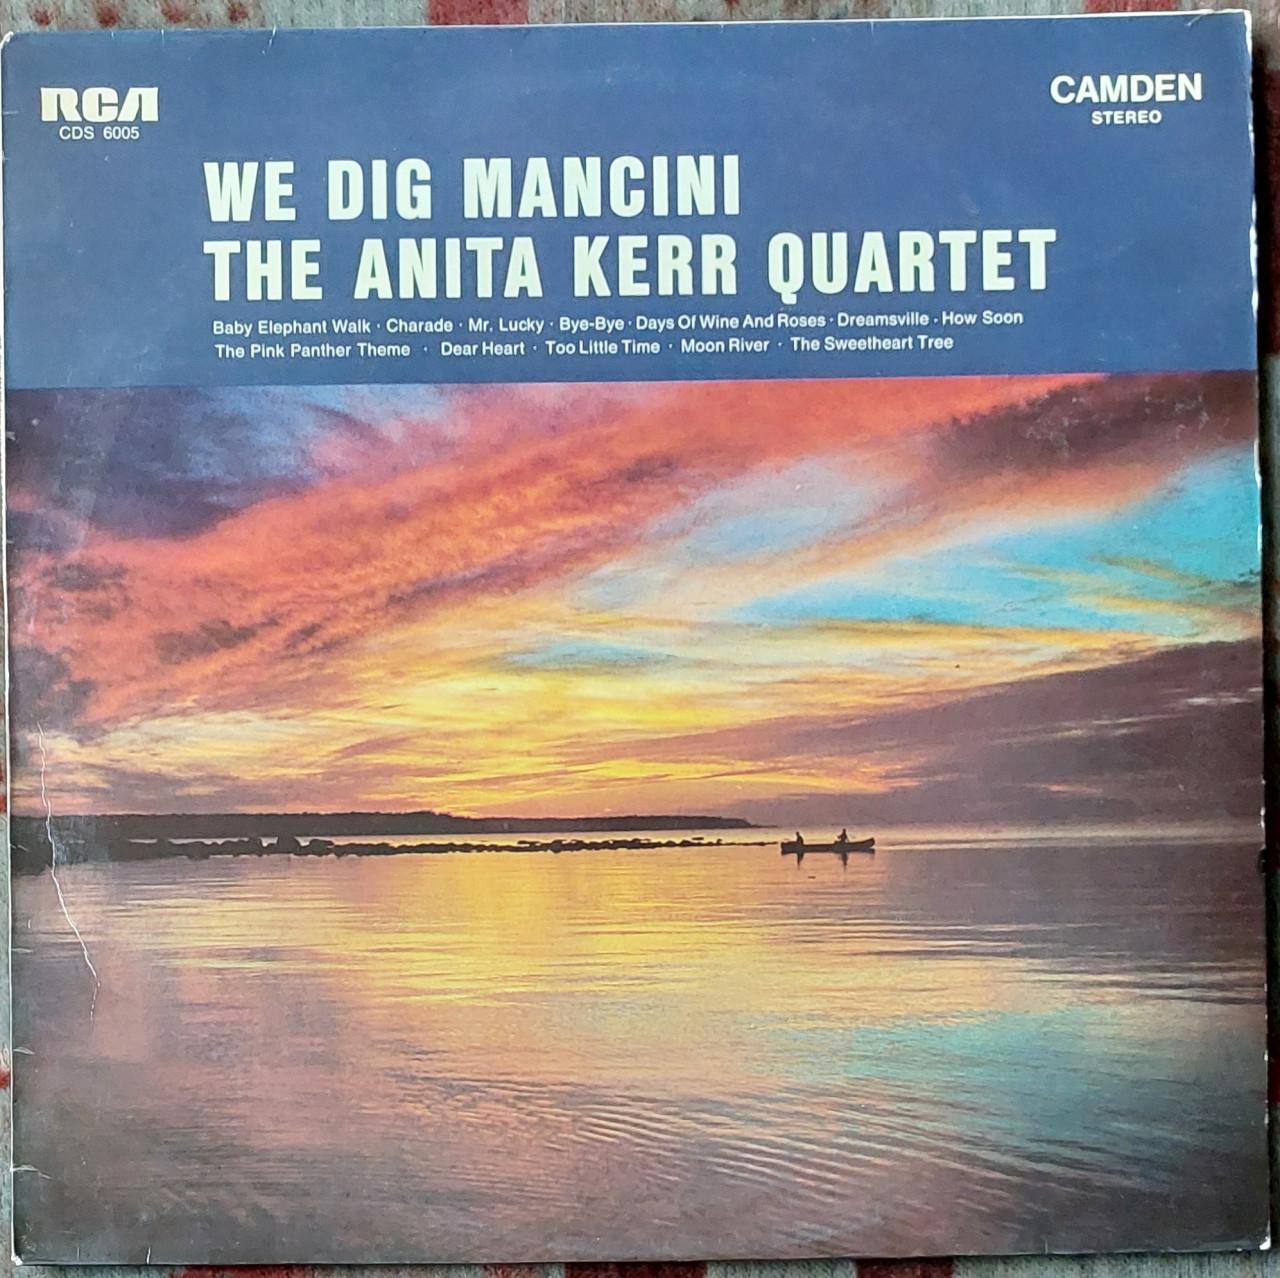 RCA
CDS 6005
CAMDEN
STEREO
WE DIG MANCINI
THE ANITA KERR QUARTET
Baby Elephant Walk · Charade · Mr. Lucky · Bye-Bye · Days Of Wine And Roses · Dreamsville · How Soon
The Pink Panther Theme · Dear Heart · Too Little Time · Moon River · The Sweetheart Tree